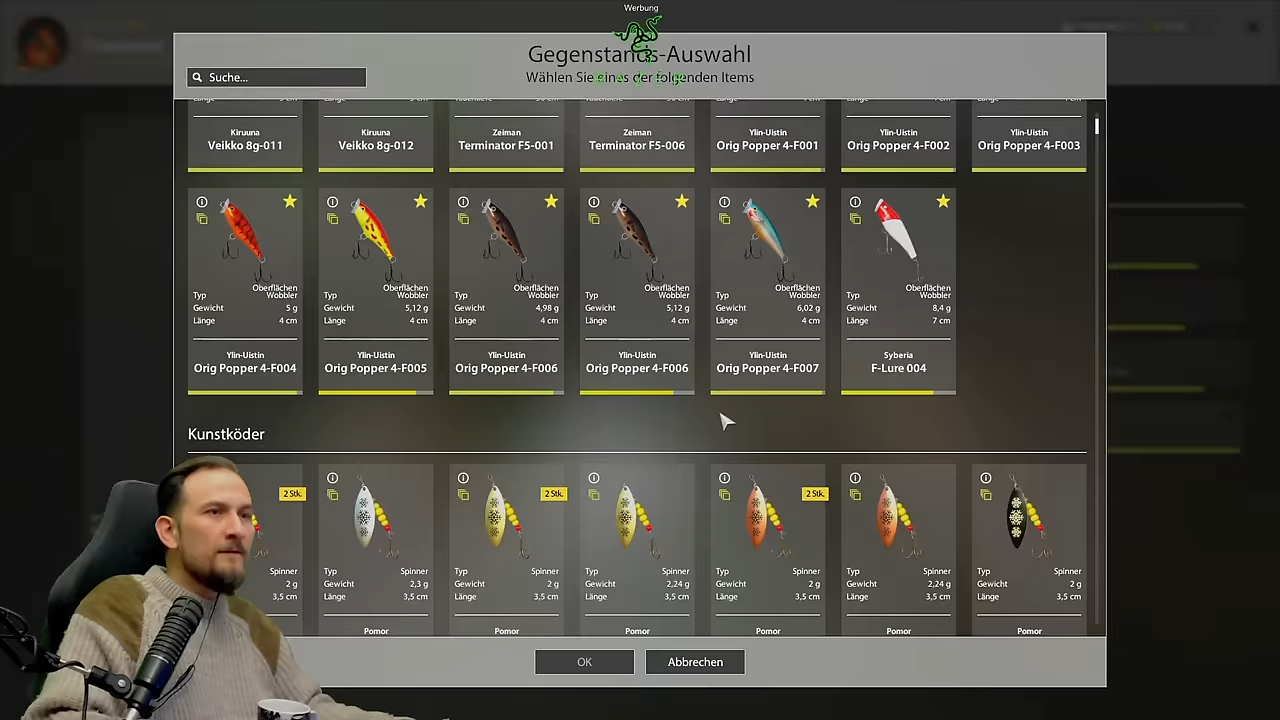 Werbung
Gegenstands-Auswahl
Suche...
Wählen Sie eines der folgenden Items
Kiruuna Kiruuna Zeiman Zeiman Ylin-Uistin Ylin-Uistin Ylin-Uistin
Veikko 8g-011 Veikko 8g-012 Terminator F5-001 Terminator F5-006 Orig Popper 4-F001 Orig Popper 4-F002 Orig Popper 4-F003
Oberflächen Oberflächen Oberflächen Oberflächen Oberflächen Oberflächen
Typ Wobbler Typ Wobbler Typ Wobbler Typ Wobbler Typ Wobbler Typ Wobbler
Gewicht 5 g Gewicht 5,12 g Gewicht 4,98 g Gewicht 5,12 g Gewicht 6,02 g Gewicht 8,4 g
Länge 4 cm Länge 4 cm Länge 4 cm Länge 4 cm Länge 4 cm Länge 7 cm
Ylin-Uistin Ylin-Uistin Ylin-Uistin Ylin-Uistin Ylin-Uistin Syberia
Orig Popper 4-F004 Orig Popper 4-F005 Orig Popper 4-F006 Orig Popper 4-F006 Orig Popper 4-F007 F-Lure 004
Kunstköder
2 Stk. 2 Stk. 2 Stk.
Spinner Typ Spinner Typ Spinner Typ Spinner Typ Spinner Typ Spinner Typ Spinner
2 g Gewicht 2,3 g Gewicht 2 g Gewicht 2,24 g Gewicht 2 g Gewicht 2,24 g Gewicht 2 g
3,5 cm Länge 3,5 cm Länge 3,5 cm Länge 3,5 cm Länge 3,5 cm Länge 3,5 cm Länge 3,5 cm
Pomor Pomor Pomor Pomor Pomor Pomor
OK Abbrechen